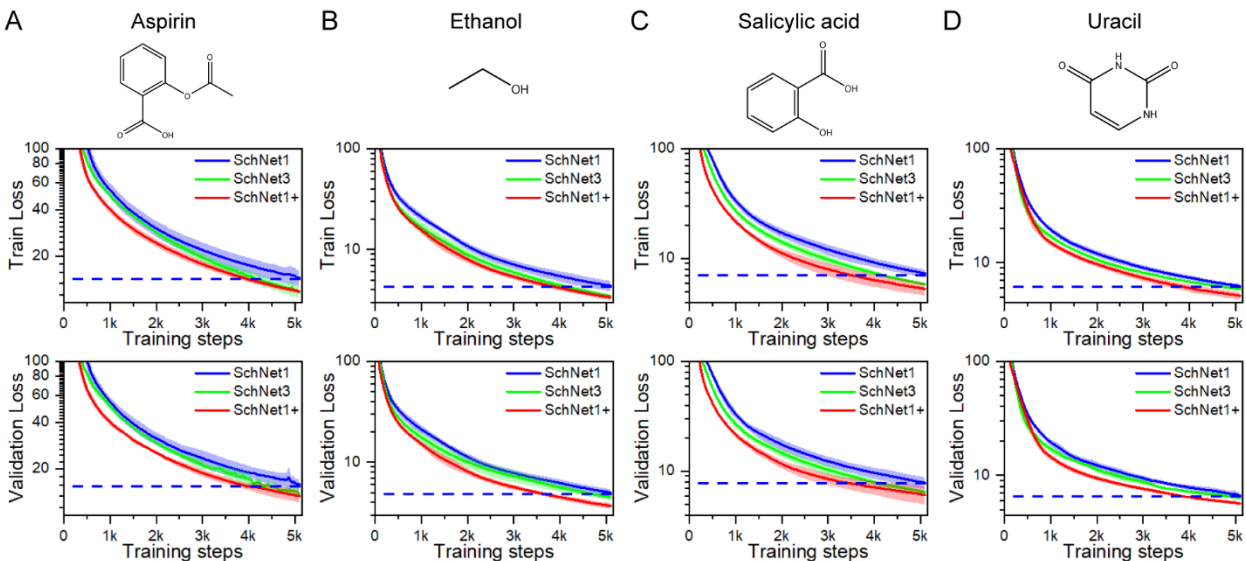 A Aspirin B Ethanol C Salicylic acid D Uracil
O O O OH
OH
O OH OH
H N O O NH
100 80 60 40 20
Train Loss
SchNet1
SchNet3
SchNet1+
0 1k 2k 3k 4k 5k
Training steps
100 10
Train Loss
SchNet1
SchNet3
SchNet1+
0 1k 2k 3k 4k 5k
Training steps
100 10
Train Loss
SchNet1
SchNet3
SchNet1+
0 1k 2k 3k 4k 5k
Training steps
100 10
Train Loss
SchNet1
SchNet3
SchNet1+
0 1k 2k 3k 4k 5k
Training steps
100 80 60 40 20
Validation Loss
SchNet1
SchNet3
SchNet1+
0 1k 2k 3k 4k 5k
Training steps
100 10
Validation Loss
SchNet1
SchNet3
SchNet1+
0 1k 2k 3k 4k 5k
Training steps
100 10
Validation Loss
SchNet1
SchNet3
SchNet1+
0 1k 2k 3k 4k 5k
Training steps
100 10
Validation Loss
SchNet1
SchNet3
SchNet1+
0 1k 2k 3k 4k 5k
Training steps